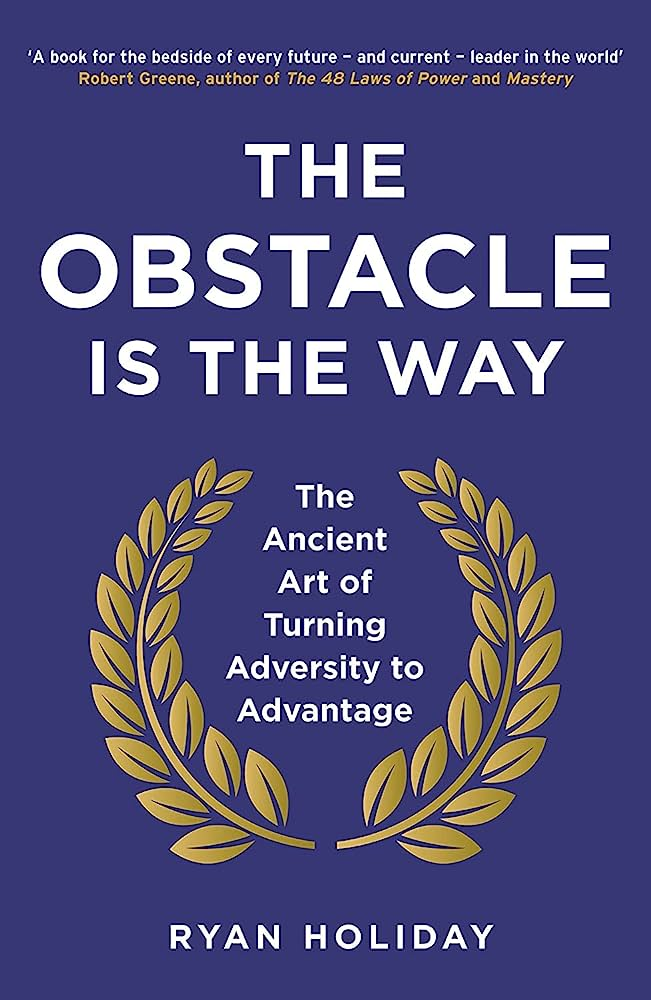 ‘A book for the bedside of every future – and current – leader in the world’
Robert Greene, author of The 48 Laws of Power and Mastery
THE
OBSTACLE
IS THE WAY
The
Ancient
Art of
Turning
Adversity to
Advantage
RYAN HOLIDAY